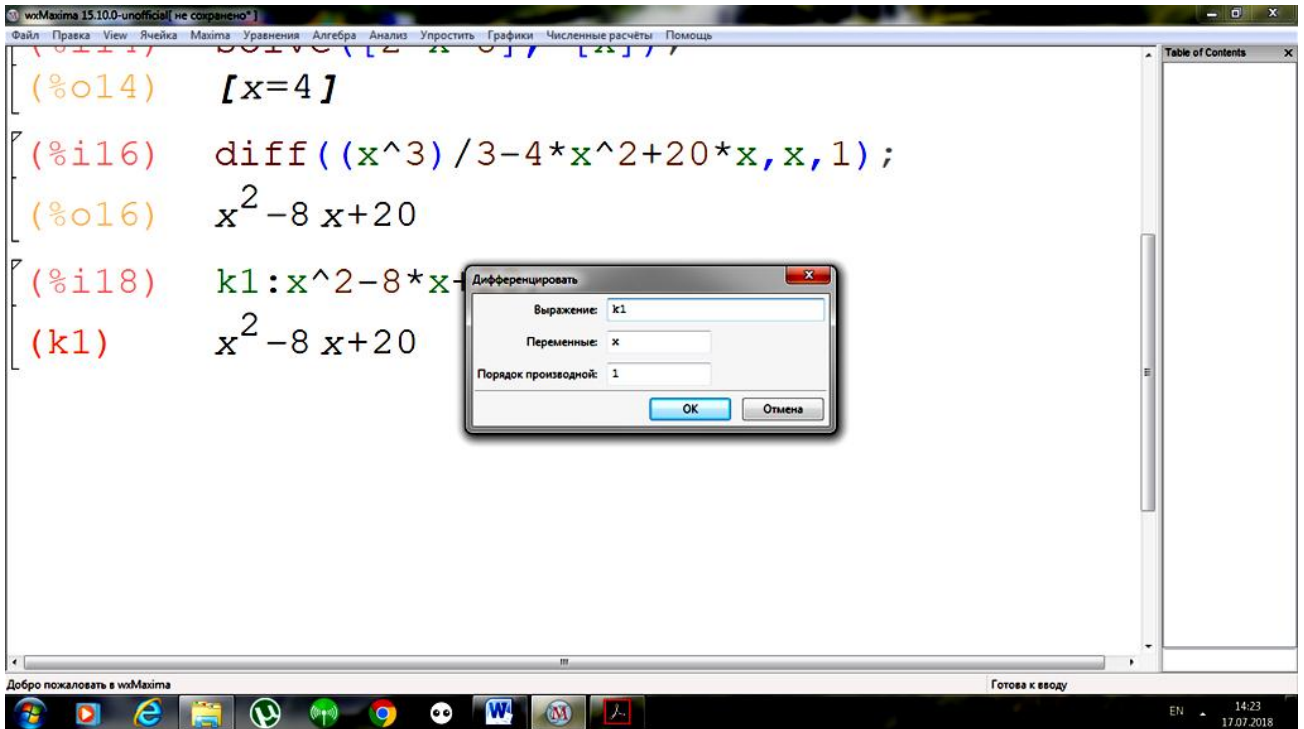 wxMaxima 15.10.0-unofficial[ не сохранено* ]
Файл Правка View Ячейка Maxima Уравнения Алгебра Анализ Упростить Графики Численные расчёты Помощь
Table of Contents
(%o14) [x=4]
(%i16) diff((x^3)/3-4*x^2+20*x,x,1);
(%o16) x²-8 x+20
(%i18) k1:x^2-8*x+
(k1) x²-8 x+20
Дифференцировать
Выражение: k1
Переменные: x
Порядок производной: 1
OK Отмена
Добро пожаловать в wxMaxima Готова к вводу
EN 14:23
17.07.2018